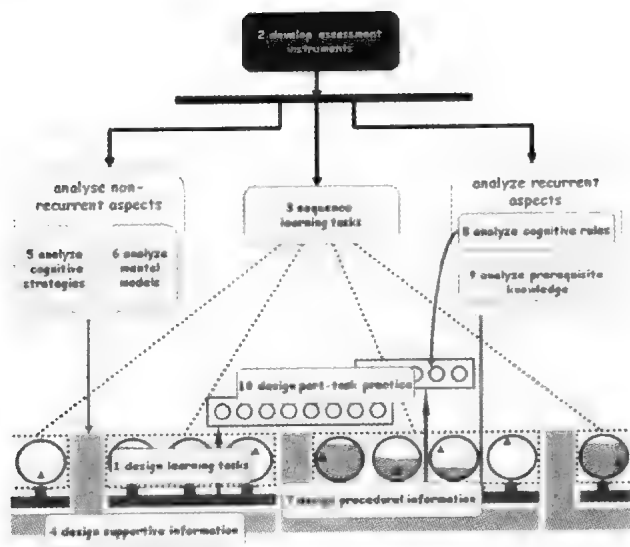 2 develop assessment
instruments
analyse non-
recurrent aspects
5 analyze
cognitive
strategies
6 analyze
mental
models
3 sequence
learning tasks
analyze recurrent
aspects
8 analyze cognitive rules
9 analyze prerequisite
knowledge
10 design part-task practice
1 design learning tasks
7 design procedural information
4 design supportive information